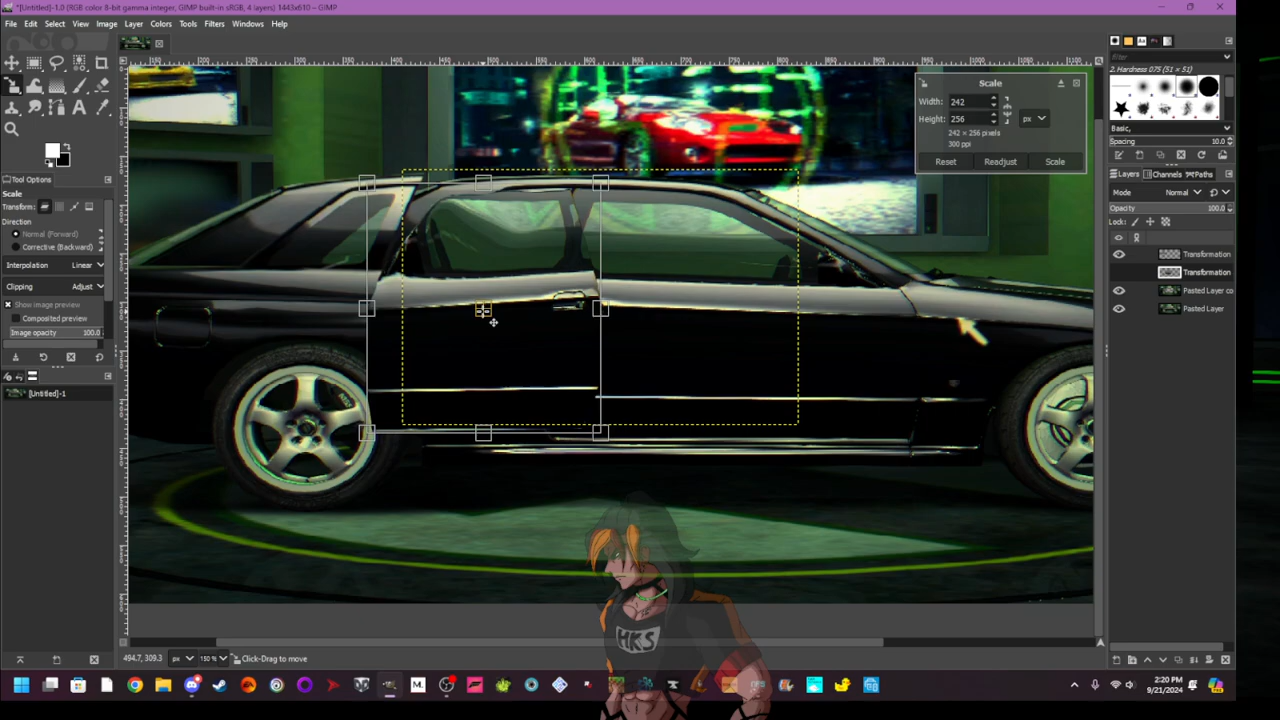 *[Untitled]-1.0 (RGB color 8-bit gamma integer, GIMP built-in sRGB, 4 layers) 1443x610 – GIMP
File Edit Select View Image Layer Colors Tools Filters Windows Help
Scale
Width: 242
Height: 256
px
242 × 256 pixels
300 ppi
Reset Readjust Scale
Tool Options
Scale
Transform:
Direction
Normal (Forward)
Corrective (Backward)
Interpolation Linear
Clipping Adjust
Show image preview
Composited preview
Image opacity 100.0
[Untitled]-1
filter
2. Hardness 075 (51 × 51)
Basic,
Spacing 10.0
Layers Channels Paths
Mode Normal
Opacity 100.0
Lock:
Transformation
Transformation
Pasted Layer co
Pasted Layer
HKS
494.7, 309.3 px 150 % Click-Drag to move
2:20 PM
9/21/2024